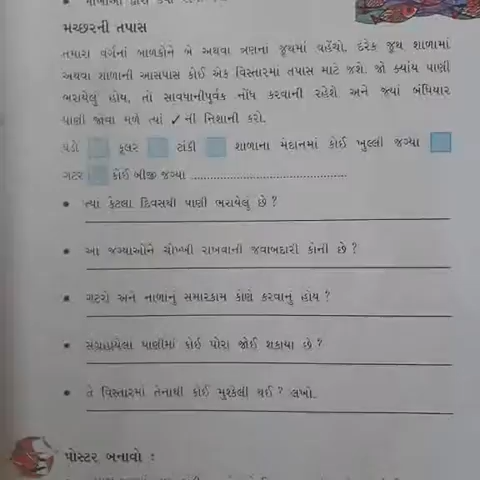 મચ્છરની તપાસ
તમારા વર્ગનાં બાળકોને બે અથવા ત્રણનાં જૂથમાં વહેંચો. દરેક જૂથ શાળામાં
અથવા શાળાની આસપાસ કોઈ એક વિસ્તારમાં તપાસ માટે જશે. જો ક્યાંય પાણી
ભરાયેલું હોય, તો સાવધાનીપૂર્વક નોંધ કરવાની રહેશે અને જ્યાં બંધિયાર
પાણી જોવા મળે ત્યાં ✓ ની નિશાની કરો.
ઘડો કૂલર ટાંકી શાળાના મેદાનમાં કોઈ ખુલ્લી જગ્યા
ગટર કોઈ બીજી જગ્યા ..........................................
• ત્યાં કેટલા દિવસથી પાણી ભરાયેલું છે ?
• આ જગ્યાઓને ચોખ્ખી રાખવાની જવાબદારી કોની છે ?
• ગટરો અને નાળાનું સમારકામ કોણે કરવાનું હોય ?
• સંગ્રહાયેલા પાણીમાં કોઈ પોરા જોઈ શકાયા છે ?
• તે વિસ્તારમાં તેનાથી કોઈ મુશ્કેલી થઈ ? લખો.
પોસ્ટર બનાવો :